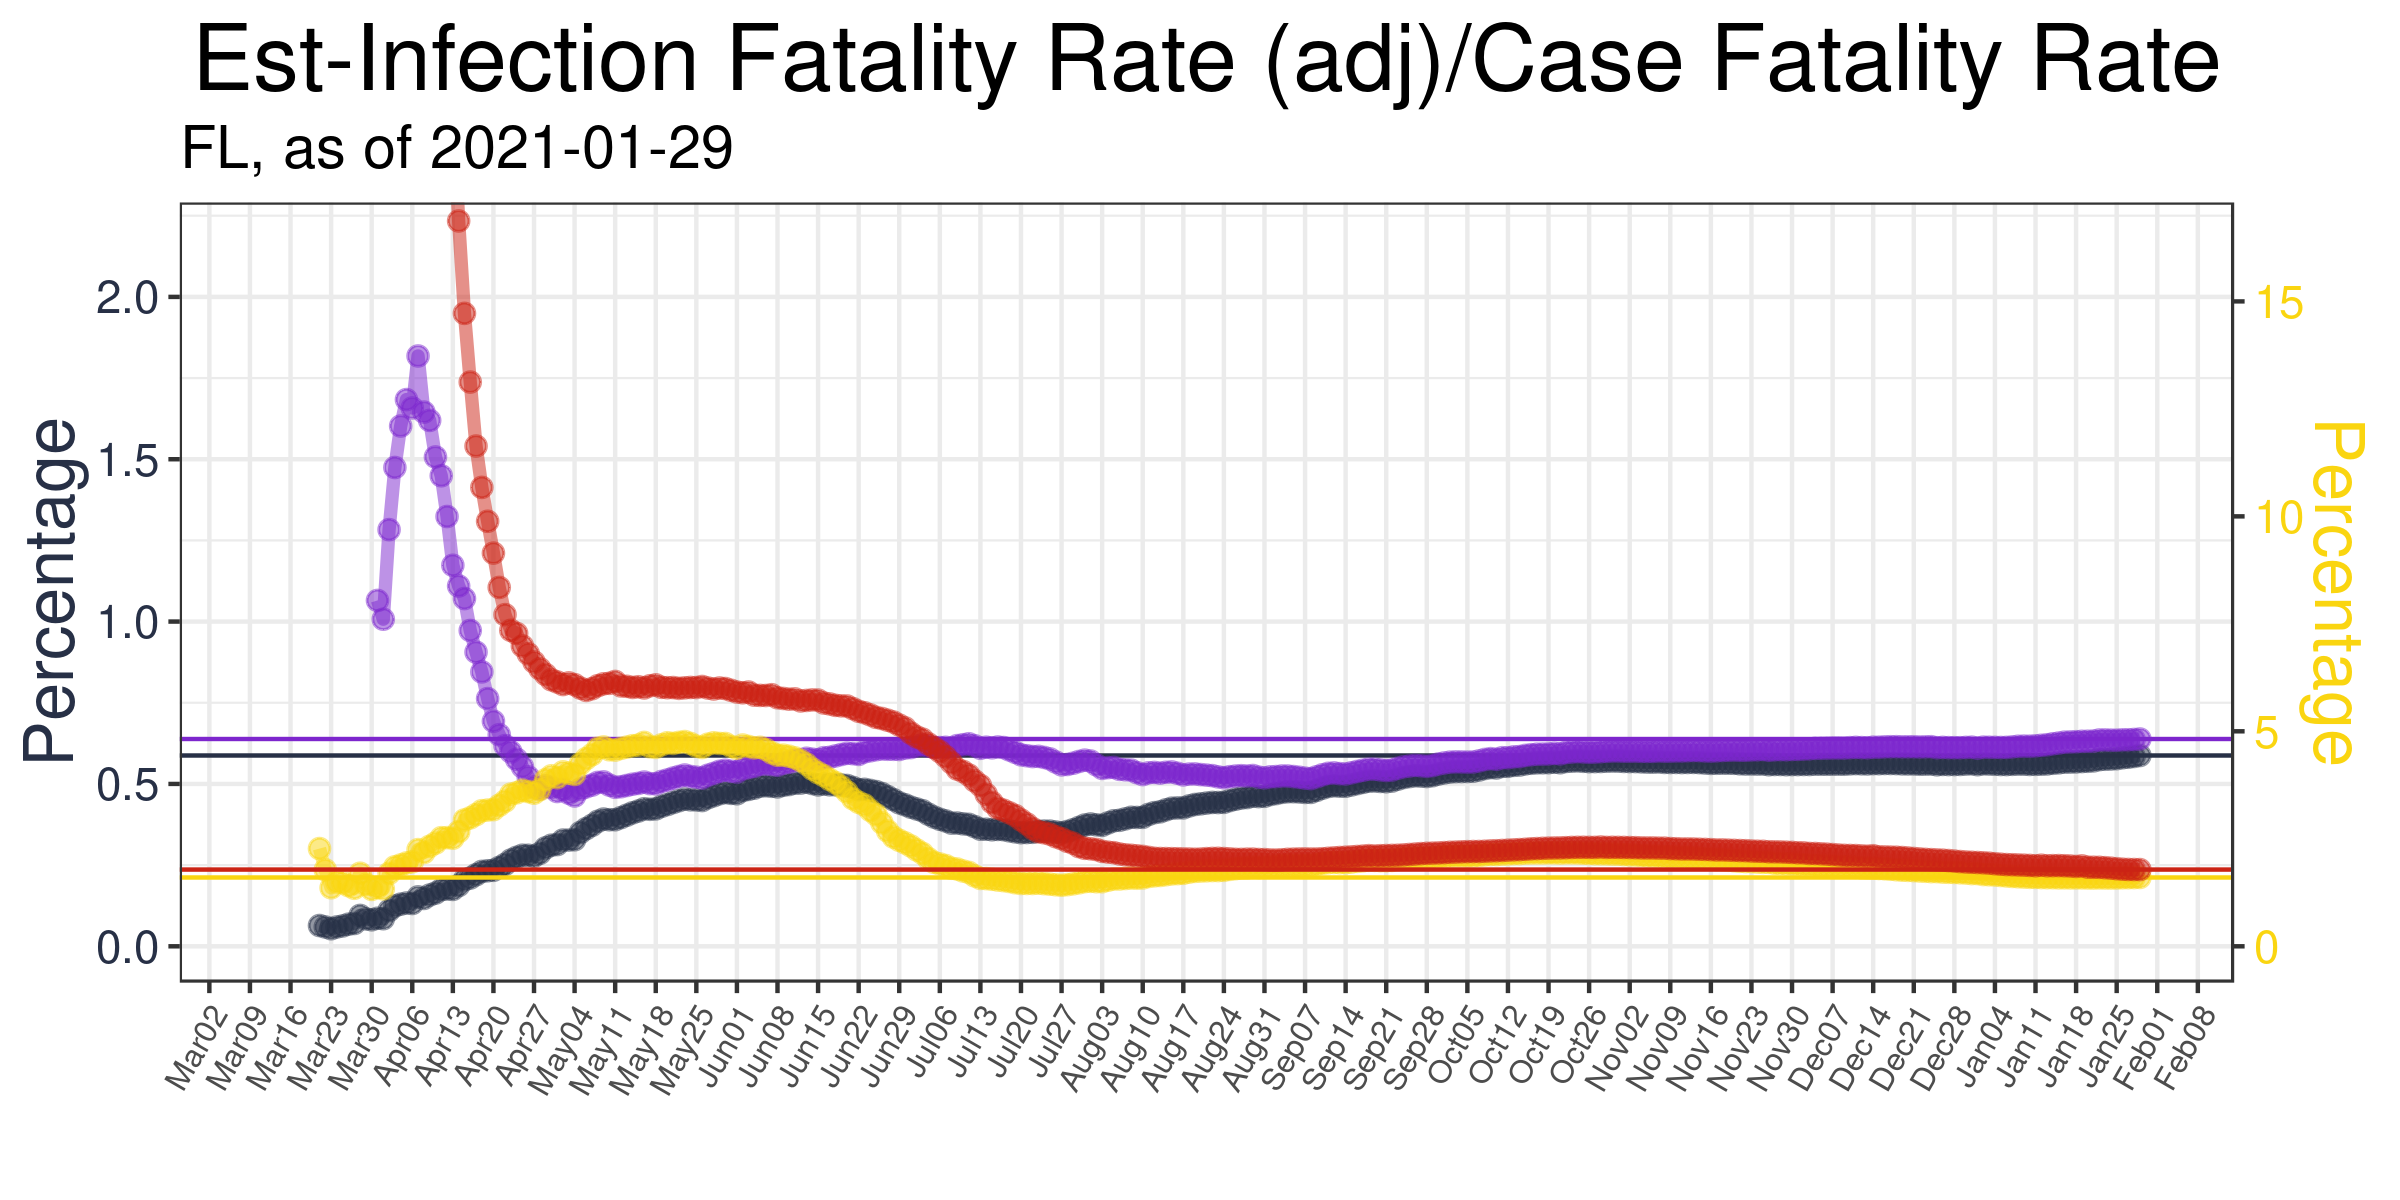 Est-Infection Fatality Rate (adj)/Case Fatality Rate
FL, as of 2021-01-29
Percentage
2.0
1.5
1.0
0.5
0.0
15
10
5
0
Percentage
Mar02
Mar09
Mar16
Mar23
Mar30
Apr06
Apr13
Apr20
Apr27
May04
May11
May18
May25
Jun01
Jun08
Jun15
Jun22
Jun29
Jul06
Jul13
Jul20
Jul27
Aug03
Aug10
Aug17
Aug24
Aug31
Sep07
Sep14
Sep21
Sep28
Oct05
Oct12
Oct19
Oct26
Nov02
Nov09
Nov16
Nov23
Nov30
Dec07
Dec14
Dec21
Dec28
Jan04
Jan11
Jan18
Jan25
Feb01
Feb08